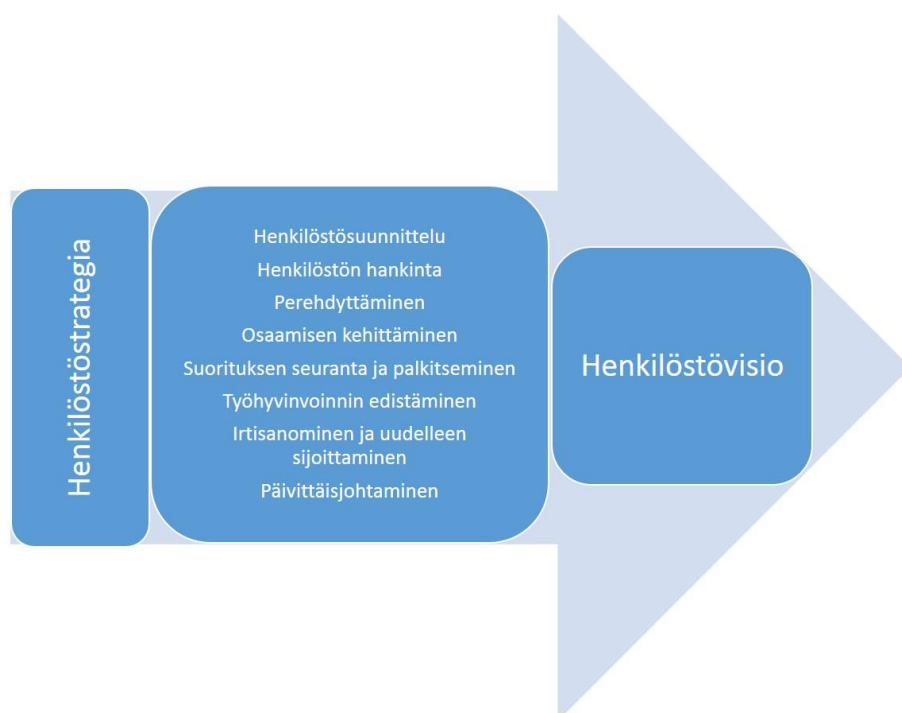 Henkilöstöstrategia
Henkilöstösuunnittelu
Henkilöstön hankinta
Perehdyttäminen
Osaamisen kehittäminen
Suorituksen seuranta ja palkitseminen
Työhyvinvoinnin edistäminen
Irtisanominen ja uudelleen
sijoittaminen
Päivittäisjohtaminen
Henkilöstövisio